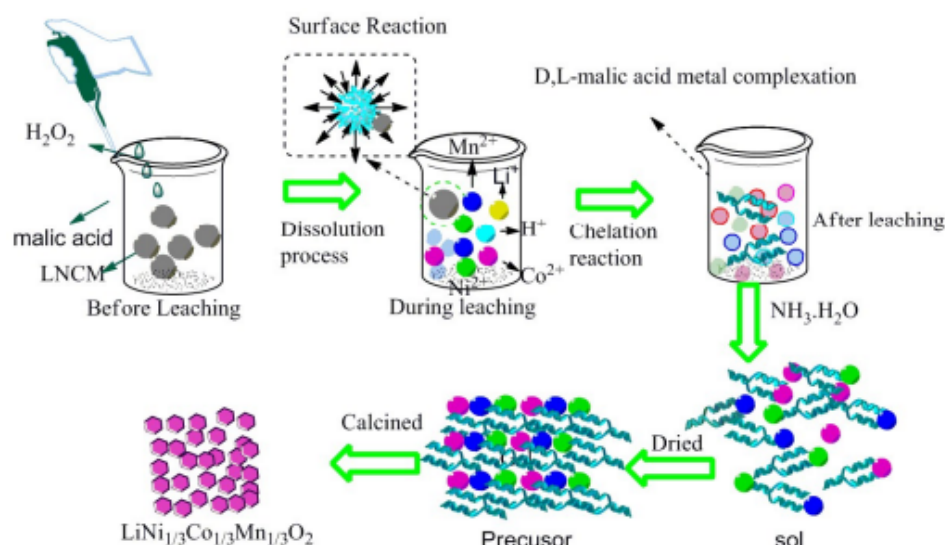 Surface Reaction
H₂O₂
malic acid
LNCM
Before Leaching
Dissolution
process
Mn²⁺
Li⁺
H⁺
Co²⁺
Ni²⁺
During leaching
Chelation
reaction
D,L-malic acid metal complexation
After leaching
NH₃.H₂O
sol
Dried
Precusor
Calcined
LiNi₁/₃Co₁/₃Mn₁/₃O₂